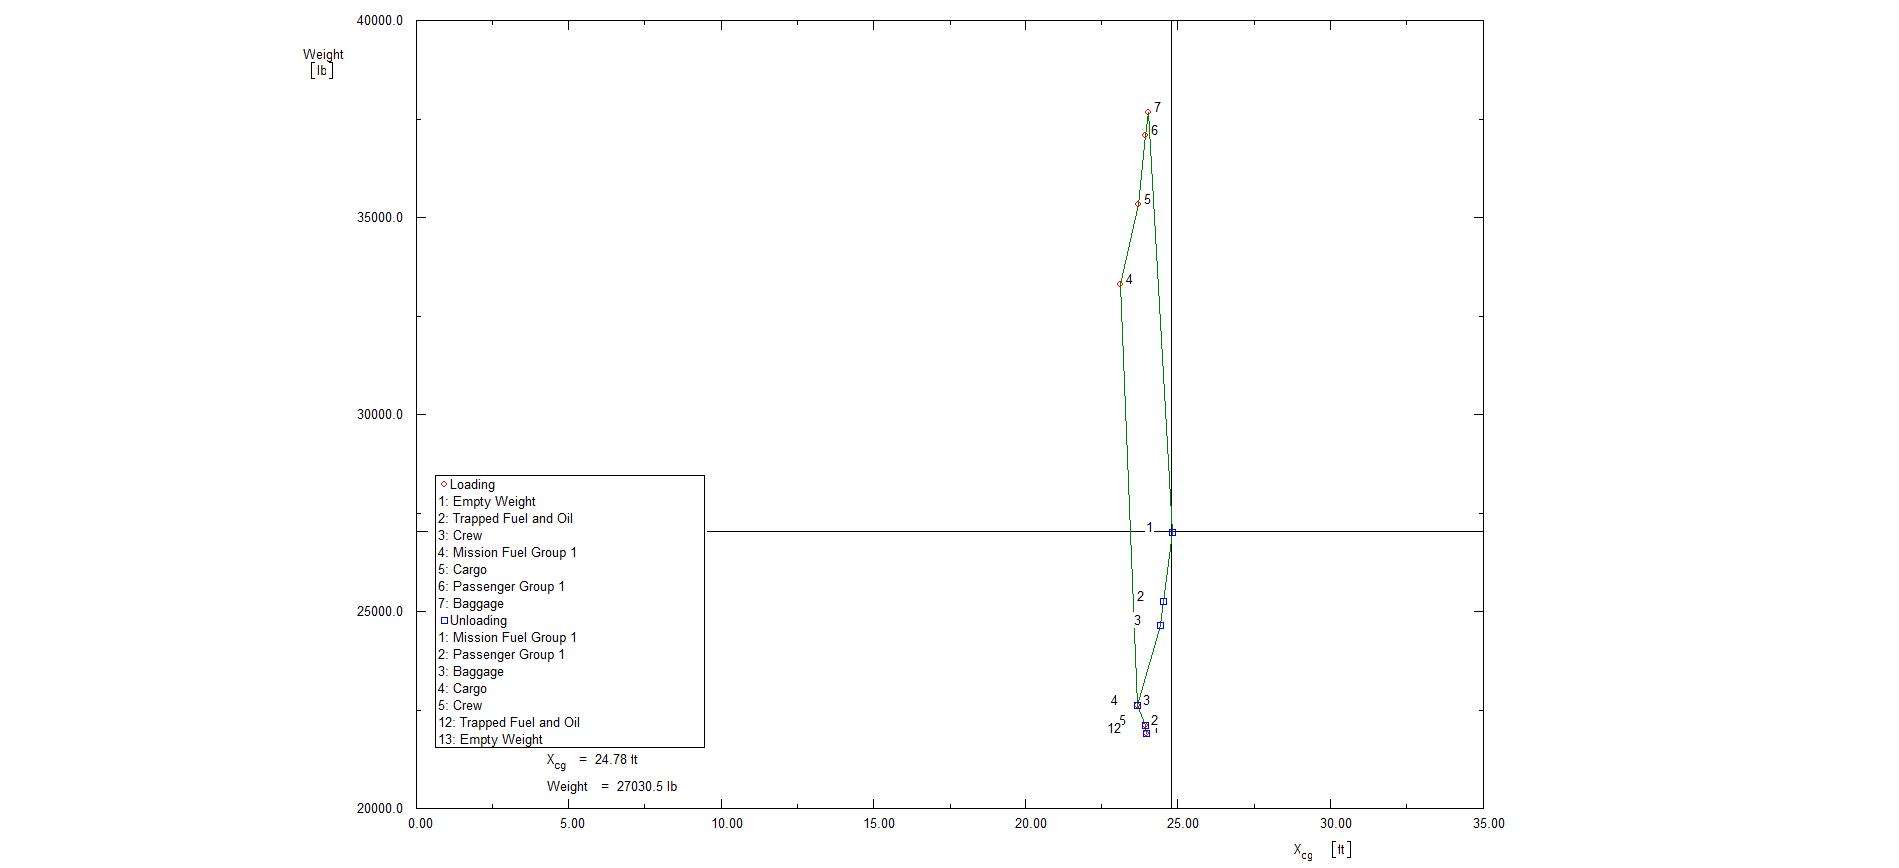 40000.0
Weight
[lb]
7
6
35000.0
5
4
30000.0
Loading
1: Empty Weight
2: Trapped Fuel and Oil
3: Crew
4: Mission Fuel Group 1
5: Cargo
6: Passenger Group 1
7: Baggage
Unloading
1: Mission Fuel Group 1
2: Passenger Group 1
3: Baggage
4: Cargo
5: Crew
12: Trapped Fuel and Oil
13: Empty Weight
1
2
25000.0
3
4 3
5 2
12
Xcg = 24.78 ft
Weight = 27030.5 lb
20000.0
0.00 5.00 10.00 15.00 20.00 25.00 30.00 35.00
Xcg [ft]